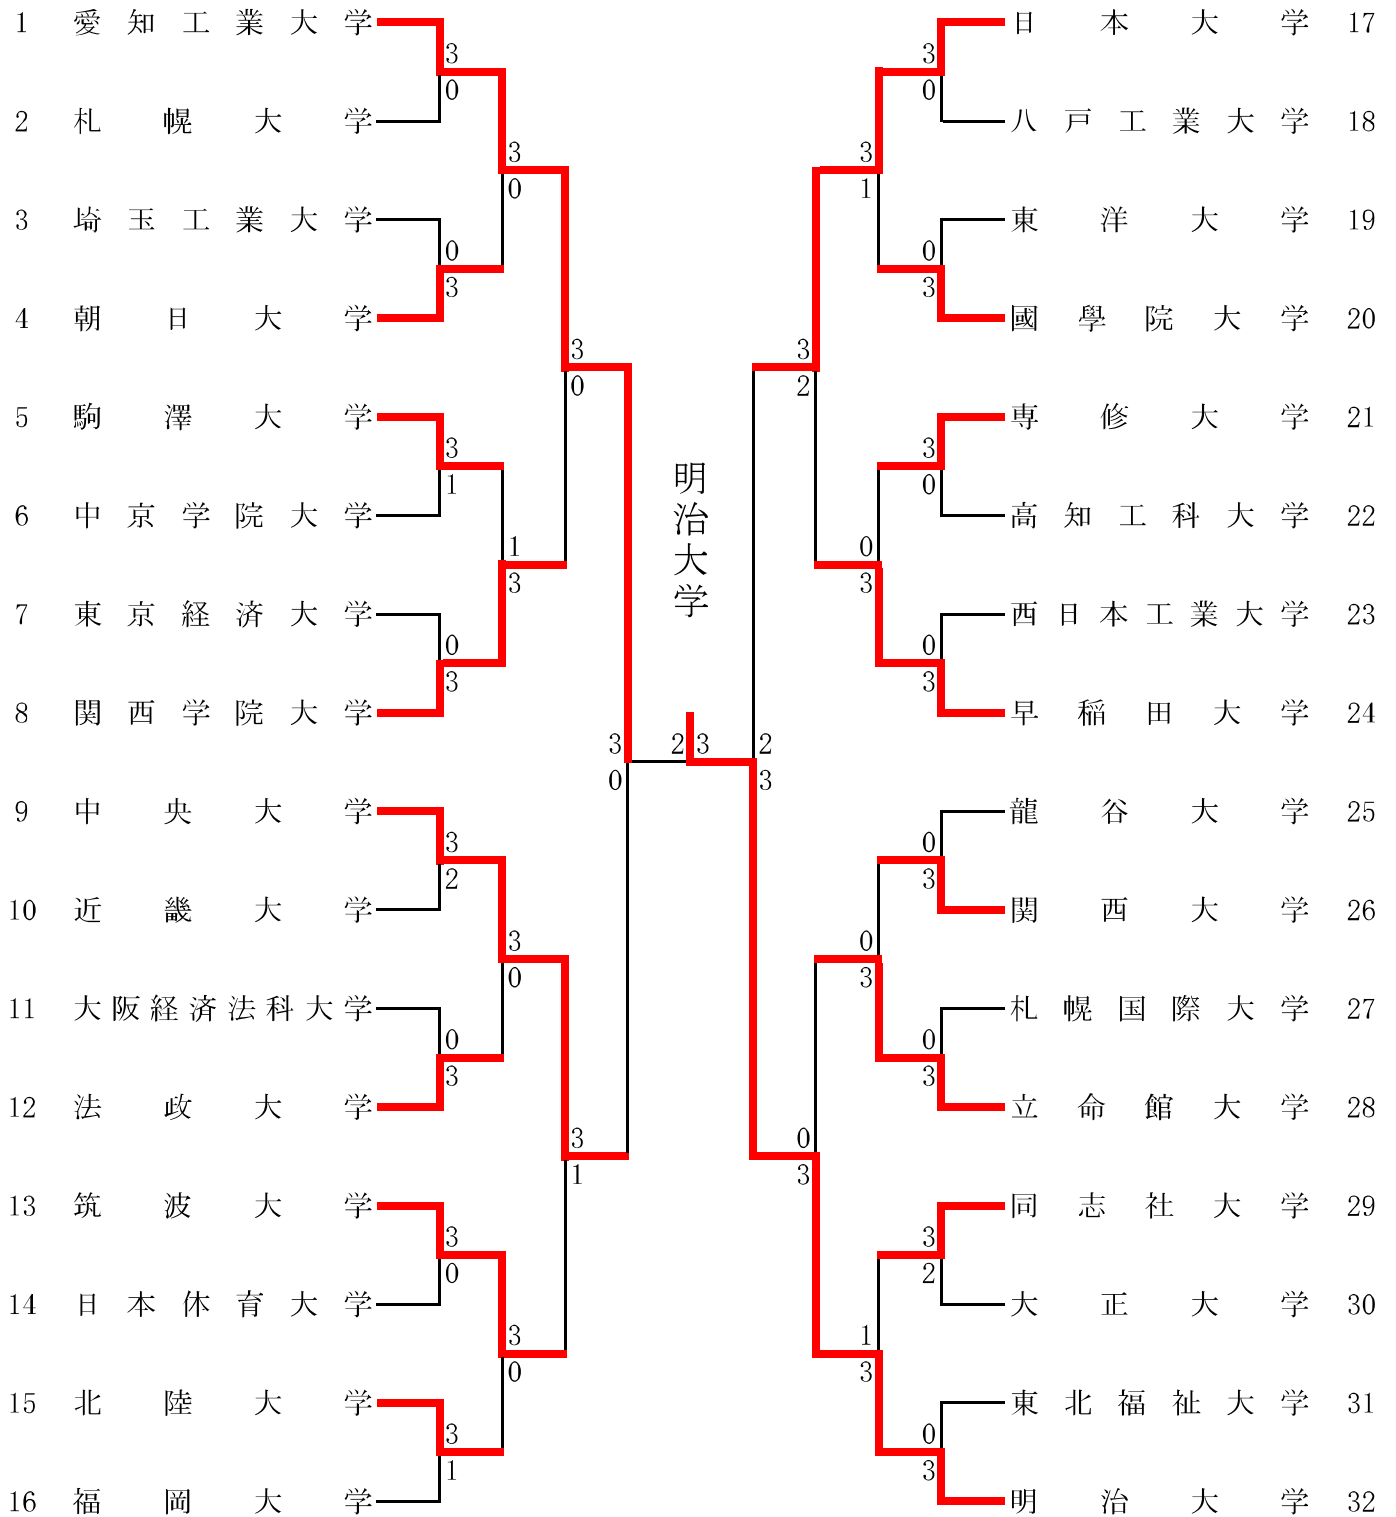 1 愛知工業大学
3
0
2 札幌大学
3
0
3 埼玉工業大学
0
3
4 朝日大学
3
0
5 駒澤大学
3
1
6 中京学院大学
1
3
7 東京経済大学
0
3
8 関西学院大学
3
0
9 中央大学
3
2
10 近畿大学
3
0
11 大阪経済法科大学
0
3
12 法政大学
3
1
13 筑波大学
3
0
14 日本体育大学
3
0
15 北陸大学
3
1
16 福岡大学
明治大学
2 3
日本大学 17
3
0
八戸工業大学 18
3
1
東洋大学 19
0
3
國學院大学 20
3
2
専修大学 21
3
0
高知工科大学 22
0
3
西日本工業大学 23
0
3
早稲田大学 24
2
3
龍谷大学 25
0
3
関西大学 26
0
3
札幌国際大学 27
0
3
立命館大学 28
0
3
同志社大学 29
3
2
大正大学 30
1
3
東北福祉大学 31
0
3
明治大学 32